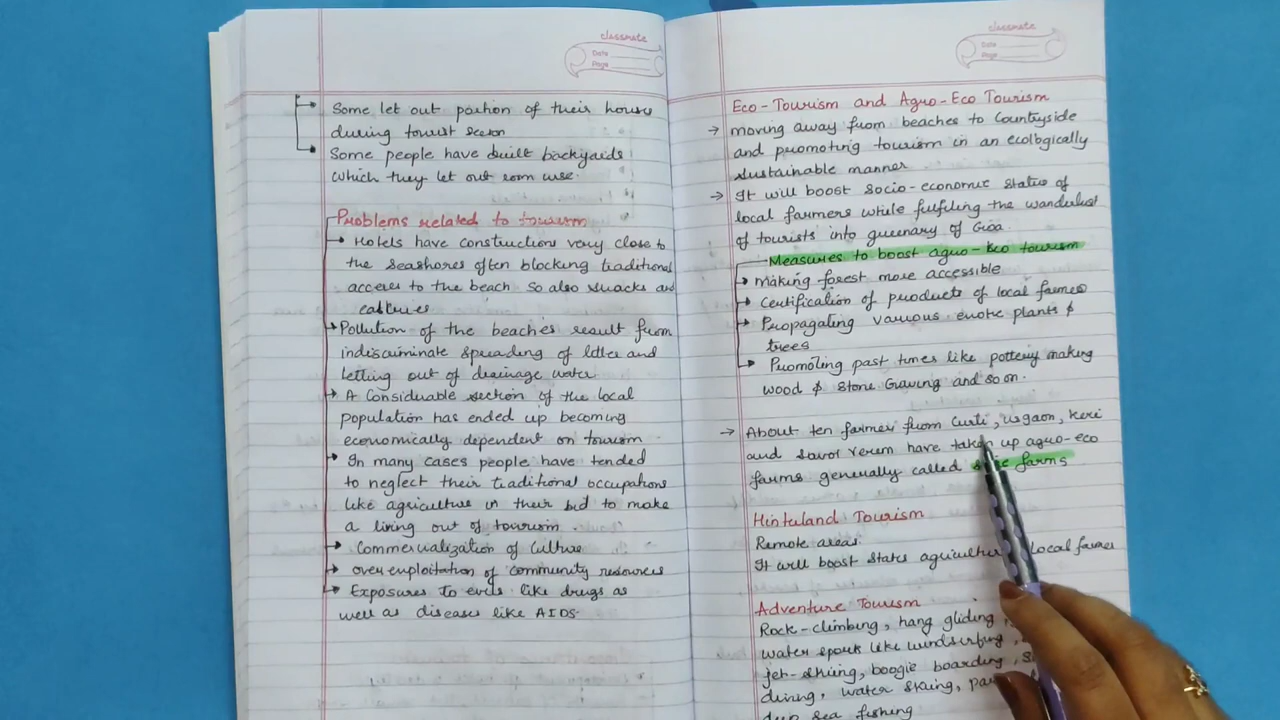 classmate
Date
Page
Some let out portion of their house
during tourist season
Some people have built backyards
which they let out room wise.
Problems related to tourism
Hotels have constructions very close to
the seashores often blocking traditional
access to the beach. So also shacks and
eateries
Pollution of the beaches result from
indiscriminate spreading of litter and
letting out of drainage water
A Considerable section of the local
population has ended up becoming
economically dependent on tourism
In many cases people have tended
to neglect their traditional occupations
like agriculture in their bid to make
a living out of tourism.
Commercialization of Culture
over exploitation of community resources
Exposures to evils like drugs as
well as diseases like AIDS.
classmate
Date
Page
Eco-Tourism and Agro-Eco Tourism
→ moving away from beaches to Countryside
and promoting tourism in an ecologically
sustainable manner
→ It will boost socio-economic status of
local farmers while fulfiling the wanderlust
of tourists into greenary of Goa.
Measures to boost agro-Eco tourism
Making forest more accessible
Certification of products of local farmer
Propagating various exotic plants &
trees
Promoting past times like pottery making
wood & stone Craving and so on.
→ About ten farmer from Curti, usgaon, Keri
and Savoi Verem have taken up agro-eco
farms generally called farms
Hinterland Tourism
Remote areas.
It will boost states local farmer
Adventure Tourism
Rock-climbing, hang gliding,
water sports like windsurfing,
jet-skiing, boogie boarding,
diving, water skiing,
deep sea fishing